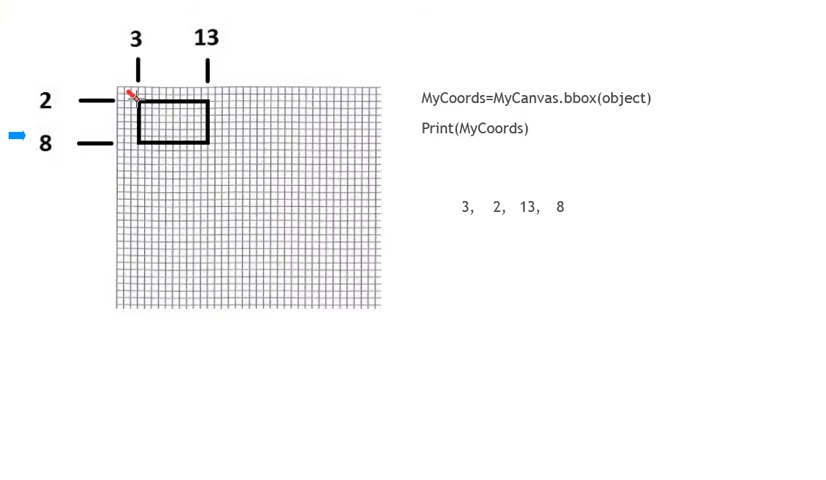 3 13
2
8
MyCoords=MyCanvas.bbox(object)
Print(MyCoords)
3, 2, 13, 8